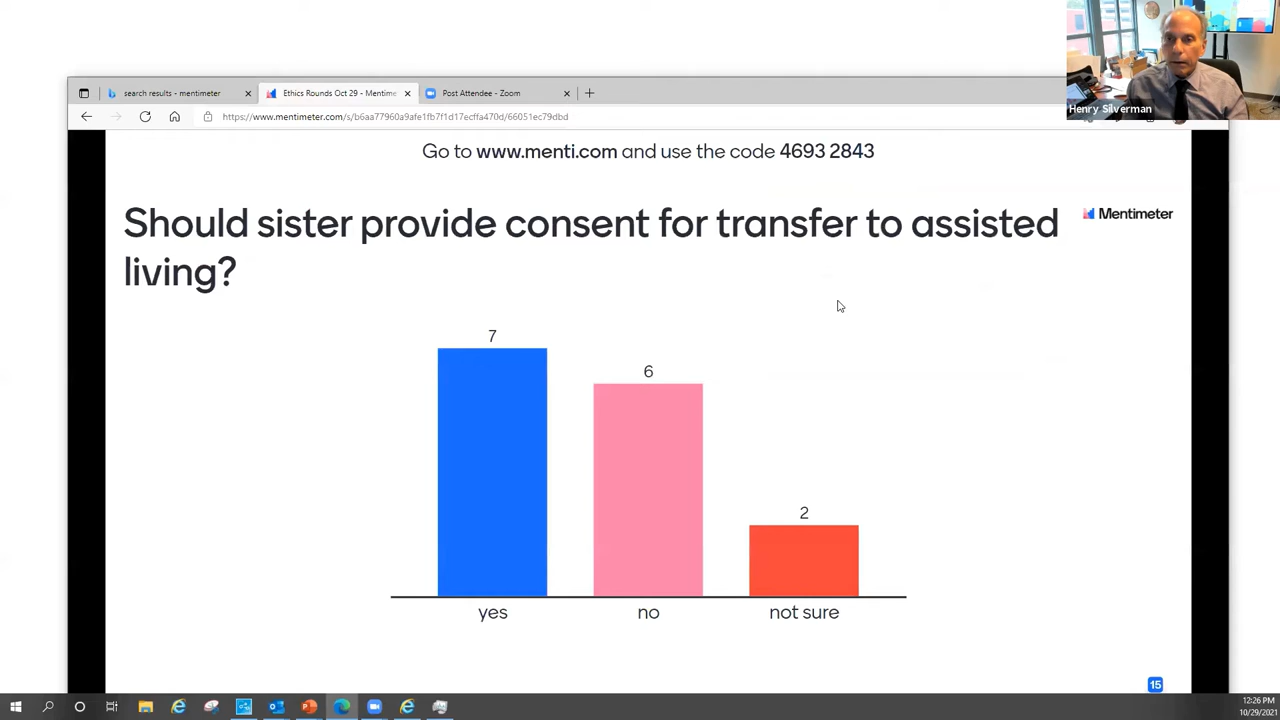 Henry Silverman
search results - mentimeter
Ethics Rounds Oct 29 - Mentime
Post Attendee - Zoom
https://www.mentimeter.com/s/b6aa77960a9afe1fb7f1d17ecffa470d/66051ec79dbd
Go to www.menti.com and use the code 4693 2843
Should sister provide consent for transfer to assisted
living?
Mentimeter
7
6
2
yes
no
not sure
15
12:26 PM
10/29/2021